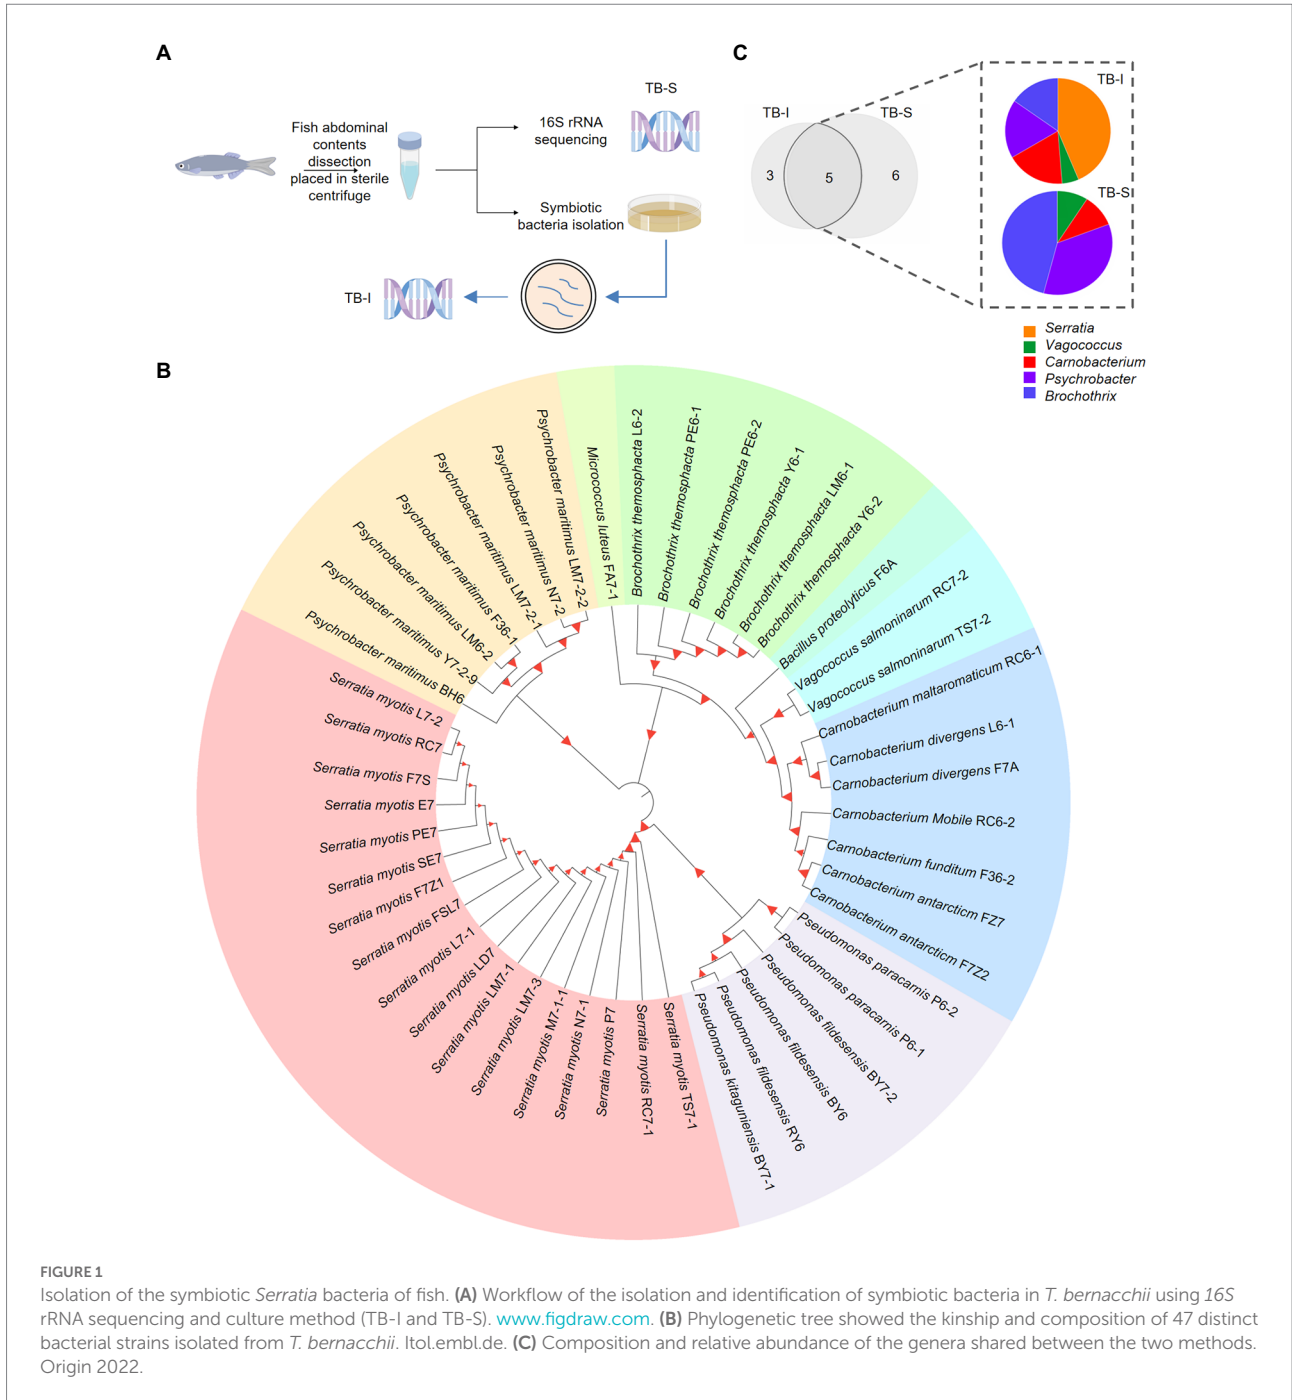 A
Fish abdominal
contents
dissection
placed in sterile
centrifuge
16S rRNA
sequencing
TB-S
Symbiotic
bacteria isolation
TB-I
C
TB-I
TB-S
3
5
6
TB-I
TB-S
Serratia
Vagococcus
Carnobacterium
Psychrobacter
Brochothrix
B
Micrococcus luteus FA7-1
Brochothrix themosphacta L6-2
Brochothrix themosphacta PE6-1
Brochothrix themosphacta PE6-2
Brochothrix themosphacta Y6-1
Brochothrix themosphacta LM6-1
Brochothrix themosphacta Y6-2
Bacillus proteolyticus F6A
Vagococcus salmoninarum RC7-2
Vagococcus salmoninarum TS7-2
Carnobacterium maltaromaticum RC6-1
Carnobacterium divergens L6-1
Carnobacterium divergens F7A
Carnobacterium Mobile RC6-2
Carnobacterium funditum F36-2
Carnobacterium antarcticm FZ7
Carnobacterium antarcticm F7Z2
Pseudomonas paracarnis P6-2
Pseudomonas paracarnis P6-1
Pseudomonas fildesensis BY7-2
Pseudomonas fildesensis BY6
Pseudomonas fildesensis RY6
Pseudomonas kitaguniensis BY7-1
Serratia myotis TS7-1
Serratia myotis RC7-1
Serratia myotis P7
Serratia myotis N7-1
Serratia myotis M7-1-1
Serratia myotis LM7-3
Serratia myotis LM7-1
Serratia myotis LD7
Serratia myotis L7-1
Serratia myotis FSL7
Serratia myotis F7Z1
Serratia myotis SE7
Serratia myotis PE7
Serratia myotis E7
Serratia myotis F7S
Serratia myotis RC7
Serratia myotis L7-2
Psychrobacter maritimus BH6
Psychrobacter maritimus Y7-2-9
Psychrobacter maritimus LM6-2
Psychrobacter maritimus F36-1
Psychrobacter maritimus LM7-2-1
Psychrobacter maritimus N7-2
Psychrobacter maritimus LM7-2-2
FIGURE 1
Isolation of the symbiotic Serratia bacteria of fish. (A) Workflow of the isolation and identification of symbiotic bacteria in T. bernacchii using 16S
rRNA sequencing and culture method (TB-I and TB-S). www.figdraw.com. (B) Phylogenetic tree showed the kinship and composition of 47 distinct
bacterial strains isolated from T. bernacchii. Itol.embl.de. (C) Composition and relative abundance of the genera shared between the two methods.
Origin 2022.